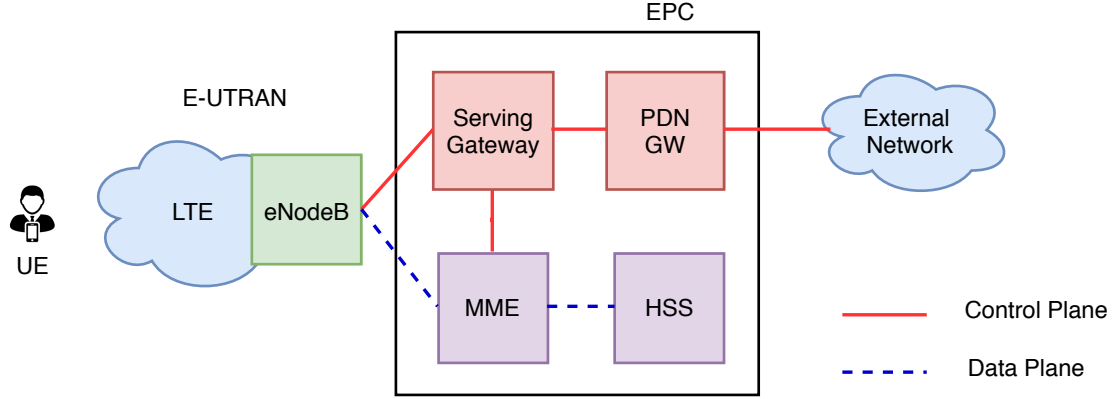 EPC
E-UTRAN
Serving
Gateway
PDN
GW
External
Network
LTE
eNodeB
UE
MME
HSS
Control Plane
Data Plane